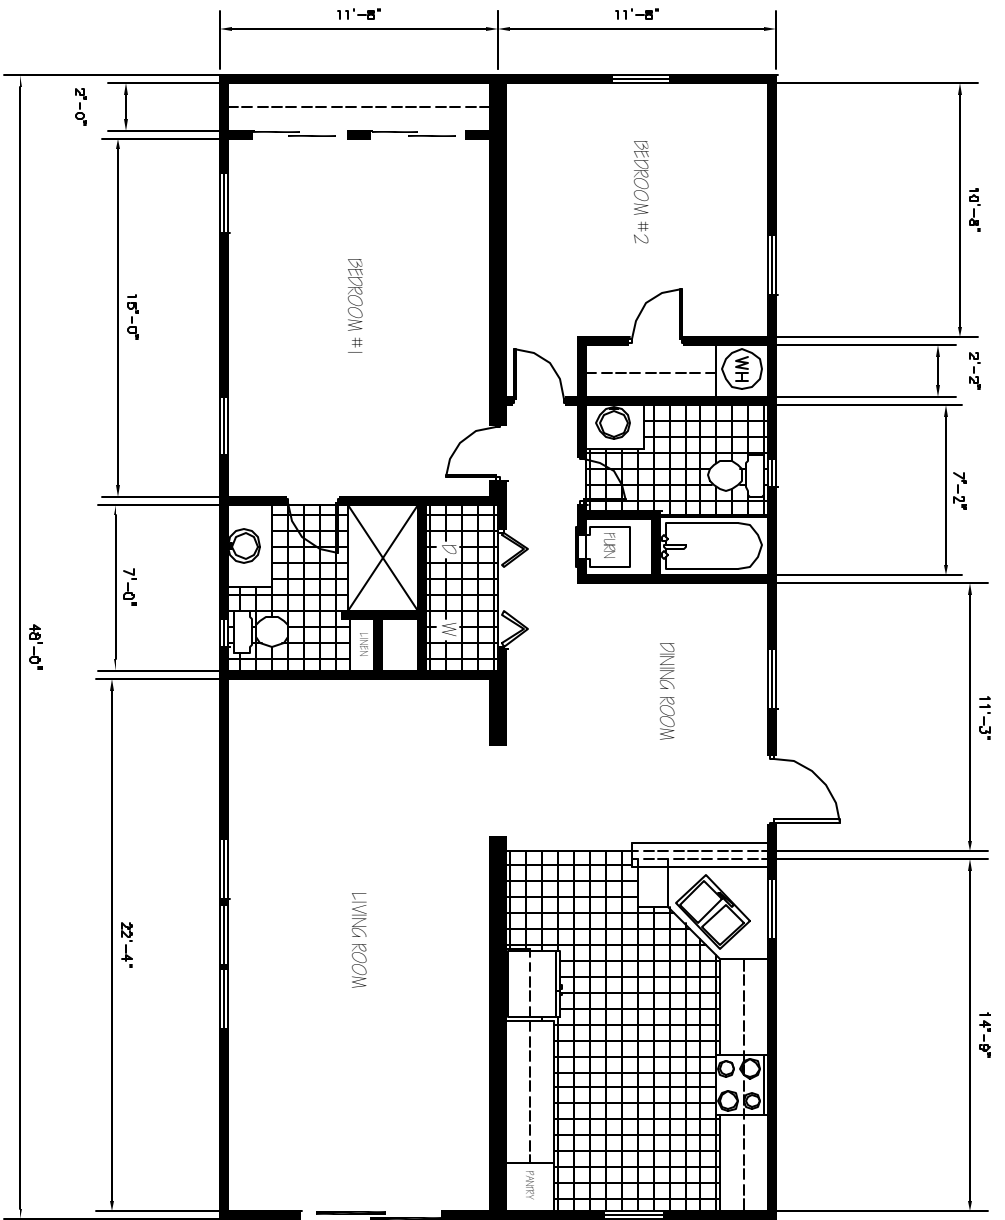 11'-8"
11'-8"
2'-0"
10'-8"
BEDROOM #2
BEDROOM #1
15'-0"
2'-2"
WH
7'-2"
FURN
D
W
LINEN
7'-0"
48'-0"
DINING ROOM
11'-3"
LIVING ROOM
22'-4"
14'-9"
PANTRY